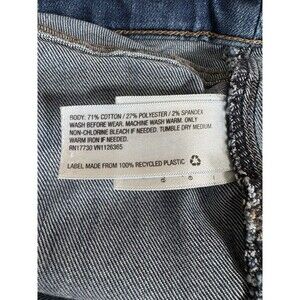 BODY: 71% COTTON / 27% POLYESTER / 2% SPANDEX
WASH BEFORE WEAR. MACHINE WASH WARM. ONLY
NON-CHLORINE BLEACH IF NEEDED. TUMBLE DRY MEDIUM.
WARM IRON IF NEEDED.
RN17730 VN1126365
LABEL MADE FROM 100% RECYCLED PLASTIC